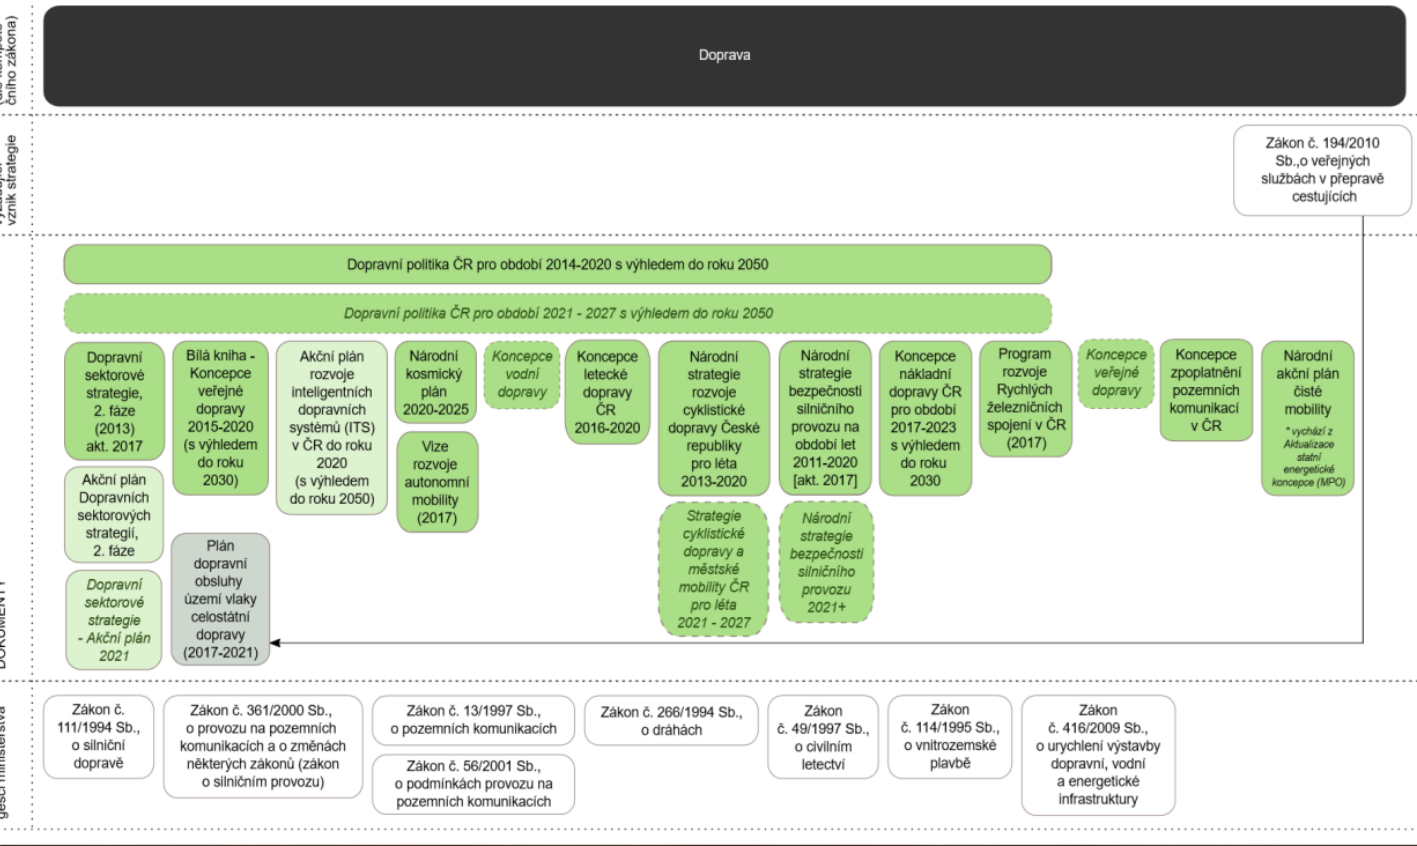 čního zákona)
Doprava
vznik strategie
Zákon č. 194/2010
Sb.,o veřejných
službách v přepravě
cestujících
Dopravní politika ČR pro období 2014-2020 s výhledem do roku 2050
Dopravní politika ČR pro období 2021 - 2027 s výhledem do roku 2050
Dopravní
sektorové
strategie,
2. fáze
(2013)
akt. 2017
Akční plán
Dopravních
sektorových
strategií,
2. fáze
Dopravní
sektorové
strategie
- Akční plán
2021
Bílá kniha -
Koncepce
veřejné
dopravy
2015-2020
(s výhledem
do roku
2030)
Plán
dopravní
obsluhy
území vlaky
celostátní
dopravy
(2017-2021)
Akční plán
rozvoje
inteligentních
dopravních
systémů (ITS)
v ČR do roku
2020
(s výhledem
do roku 2050)
Národní
kosmický
plán
2020-2025
Vize
rozvoje
autonomní
mobility
(2017)
Koncepce
vodní
dopravy
Koncepce
letecké
dopravy
ČR
2016-2020
Národní
strategie
rozvoje
cyklistické
dopravy České
republiky
pro léta
2013-2020
Strategie
cyklistické
dopravy a
městské
mobility ČR
pro léta
2021 - 2027
Národní
strategie
bezpečnosti
silničního
provozu na
období let
2011-2020
[akt. 2017]
Národní
strategie
bezpečnosti
silničního
provozu
2021+
Koncepce
nákladní
dopravy ČR
pro období
2017-2023
s výhledem
do roku
2030
Program
rozvoje
Rychlých
železničních
spojení v ČR
(2017)
Koncepce
veřejné
dopravy
Koncepce
zpoplatnění
pozemních
komunikací
v ČR
Národní
akční plán
čisté
mobility
* vychází z
Aktualizace
statní
energetické
koncepce (MPO)
DOKUMENTY
gesci ministerstva
Zákon č.
111/1994 Sb.,
o silniční
dopravě
Zákon č. 361/2000 Sb.,
o provozu na pozemních
komunikacích a o změnách
některých zákonů (zákon
o silničním provozu)
Zákon č. 13/1997 Sb.,
o pozemních komunikacích
Zákon č. 56/2001 Sb.,
o podmínkách provozu na
pozemních komunikacích
Zákon č. 266/1994 Sb.,
o dráhách
Zákon
č. 49/1997 Sb.,
o civilním
letectví
Zákon
č. 114/1995 Sb.,
o vnitrozemské
plavbě
Zákon
č. 416/2009 Sb.,
o urychlení výstavby
dopravní, vodní
a energetické
infrastruktury